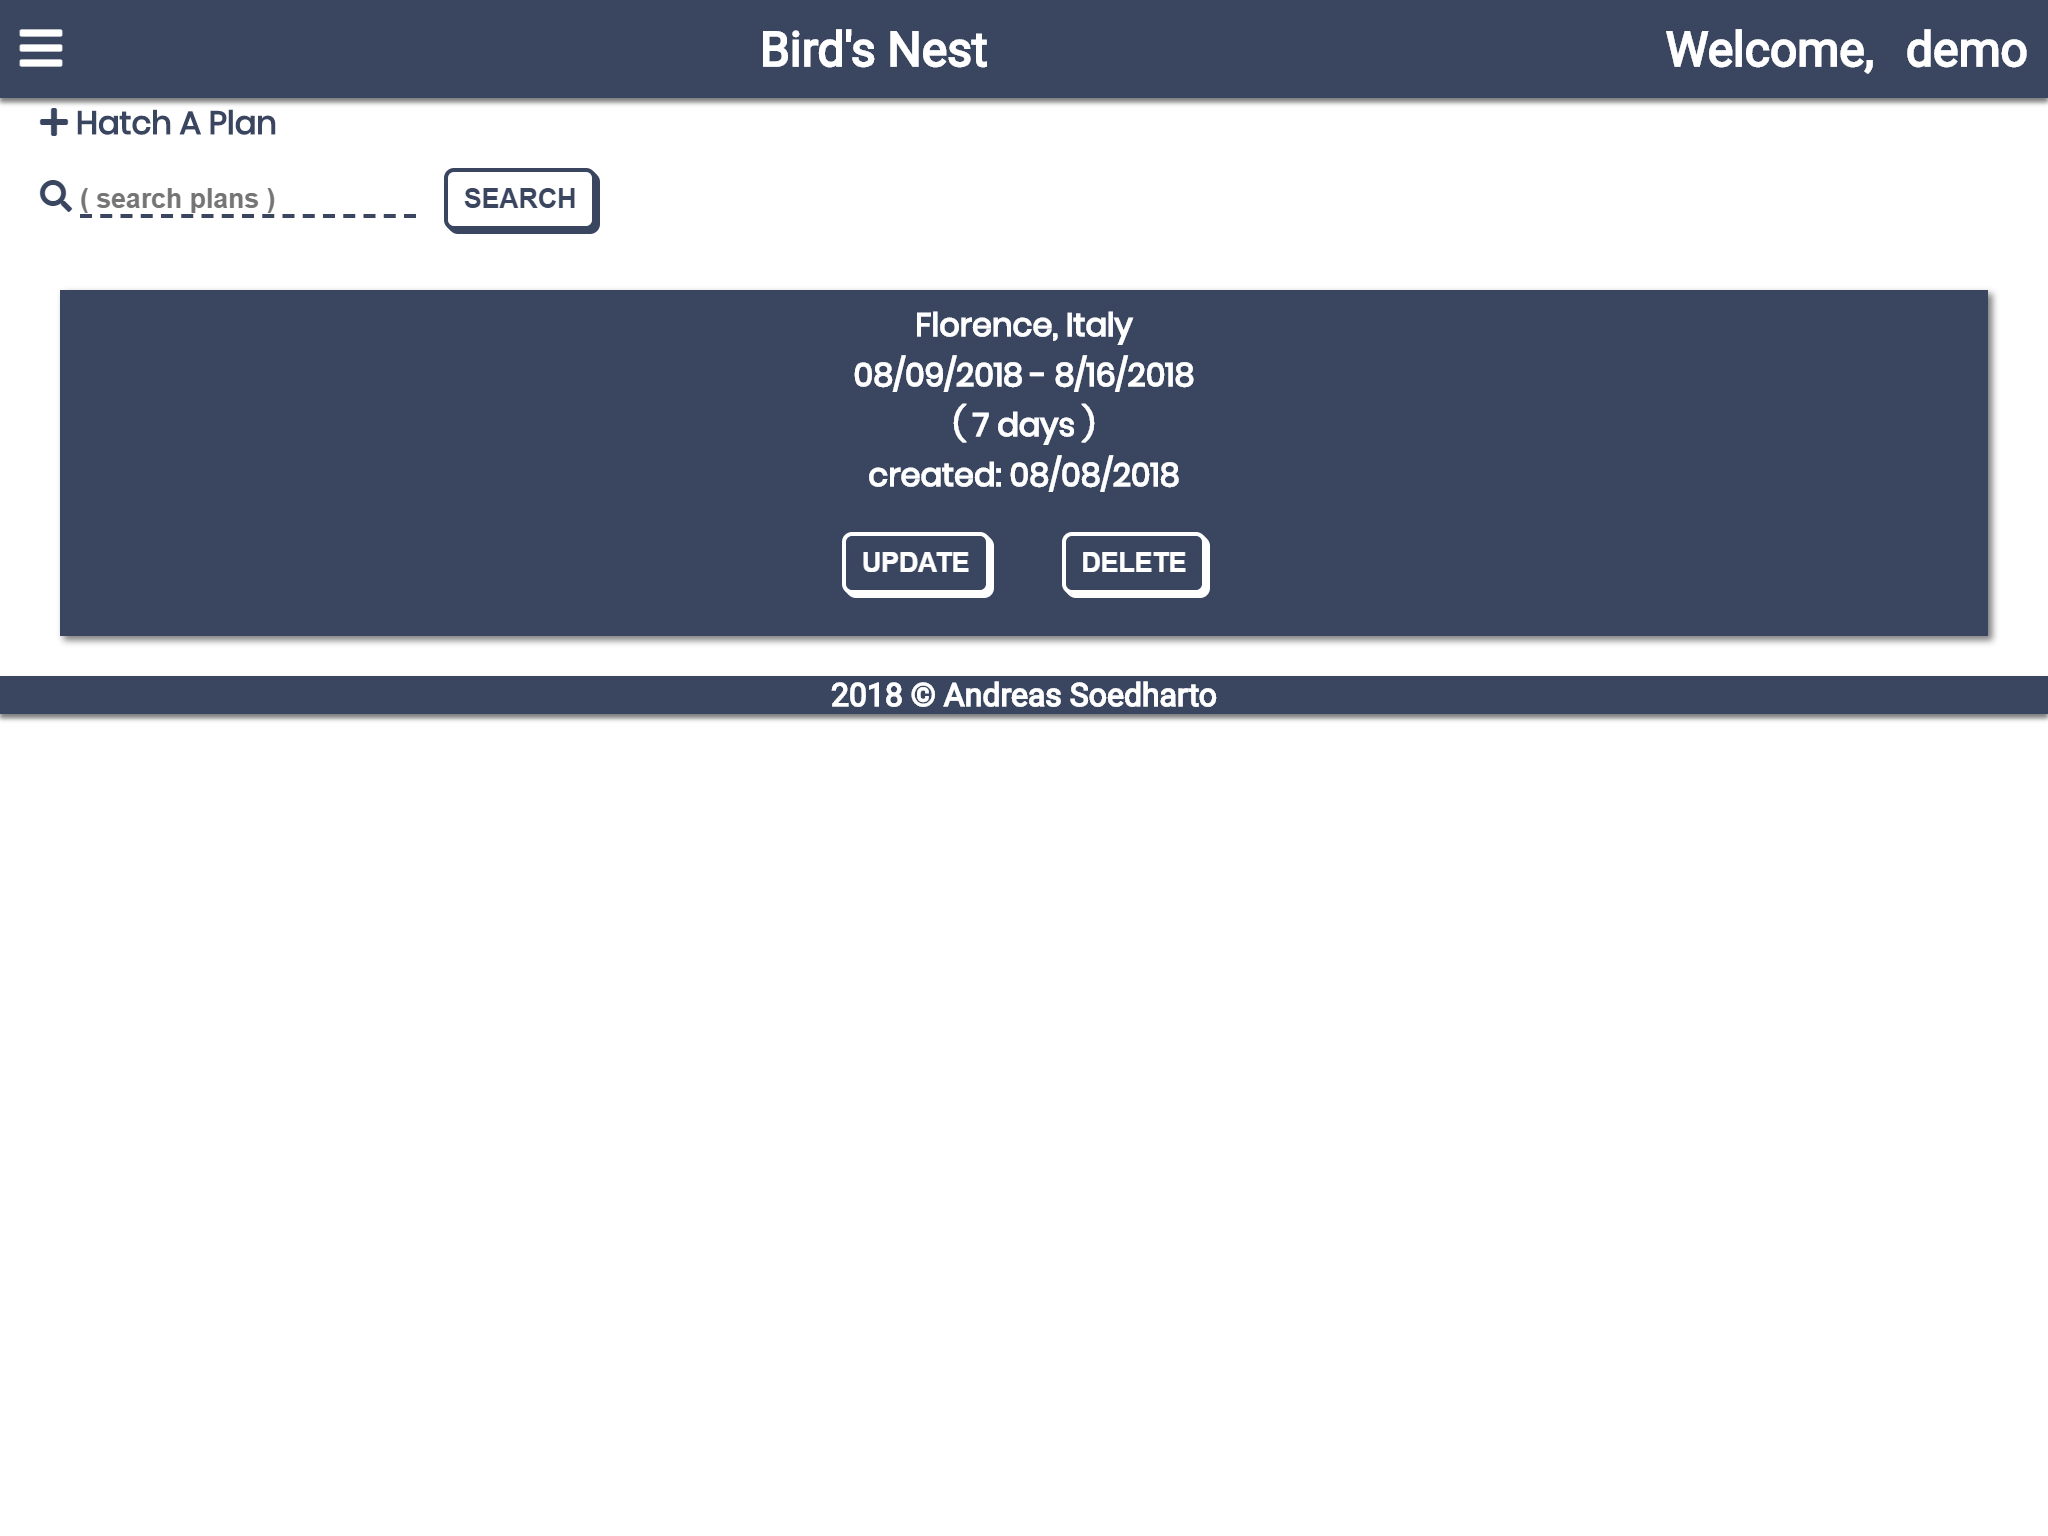 Bird's Nest
Welcome, demo
Hatch A Plan
( search plans )
SEARCH
Florence, Italy
08/09/2018 - 8/16/2018
( 7 days )
created: 08/08/2018
UPDATE
DELETE
2018 © Andreas Soedharto